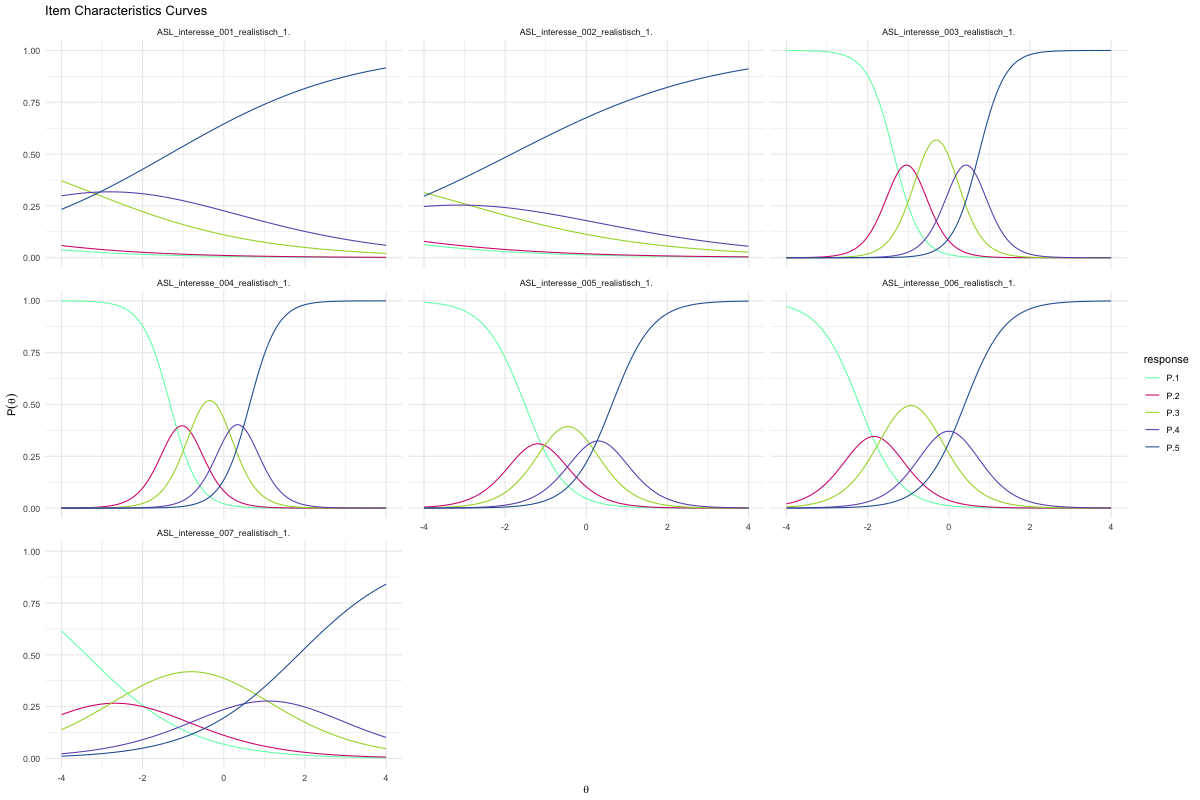 Item Characteristics Curves
ASL_interesse_001_realistisch_1.
ASL_interesse_002_realistisch_1.
ASL_interesse_003_realistisch_1.
1.00
0.75
0.50
0.25
0.00
ASL_interesse_004_realistisch_1.
ASL_interesse_005_realistisch_1.
ASL_interesse_006_realistisch_1.
1.00
0.75
0.50
0.25
0.00
-4 -2 0 2 4
-4 -2 0 2 4
P(θ)
ASL_interesse_007_realistisch_1.
1.00
0.75
0.50
0.25
0.00
-4 -2 0 2 4
θ
response
P.1
P.2
P.3
P.4
P.5